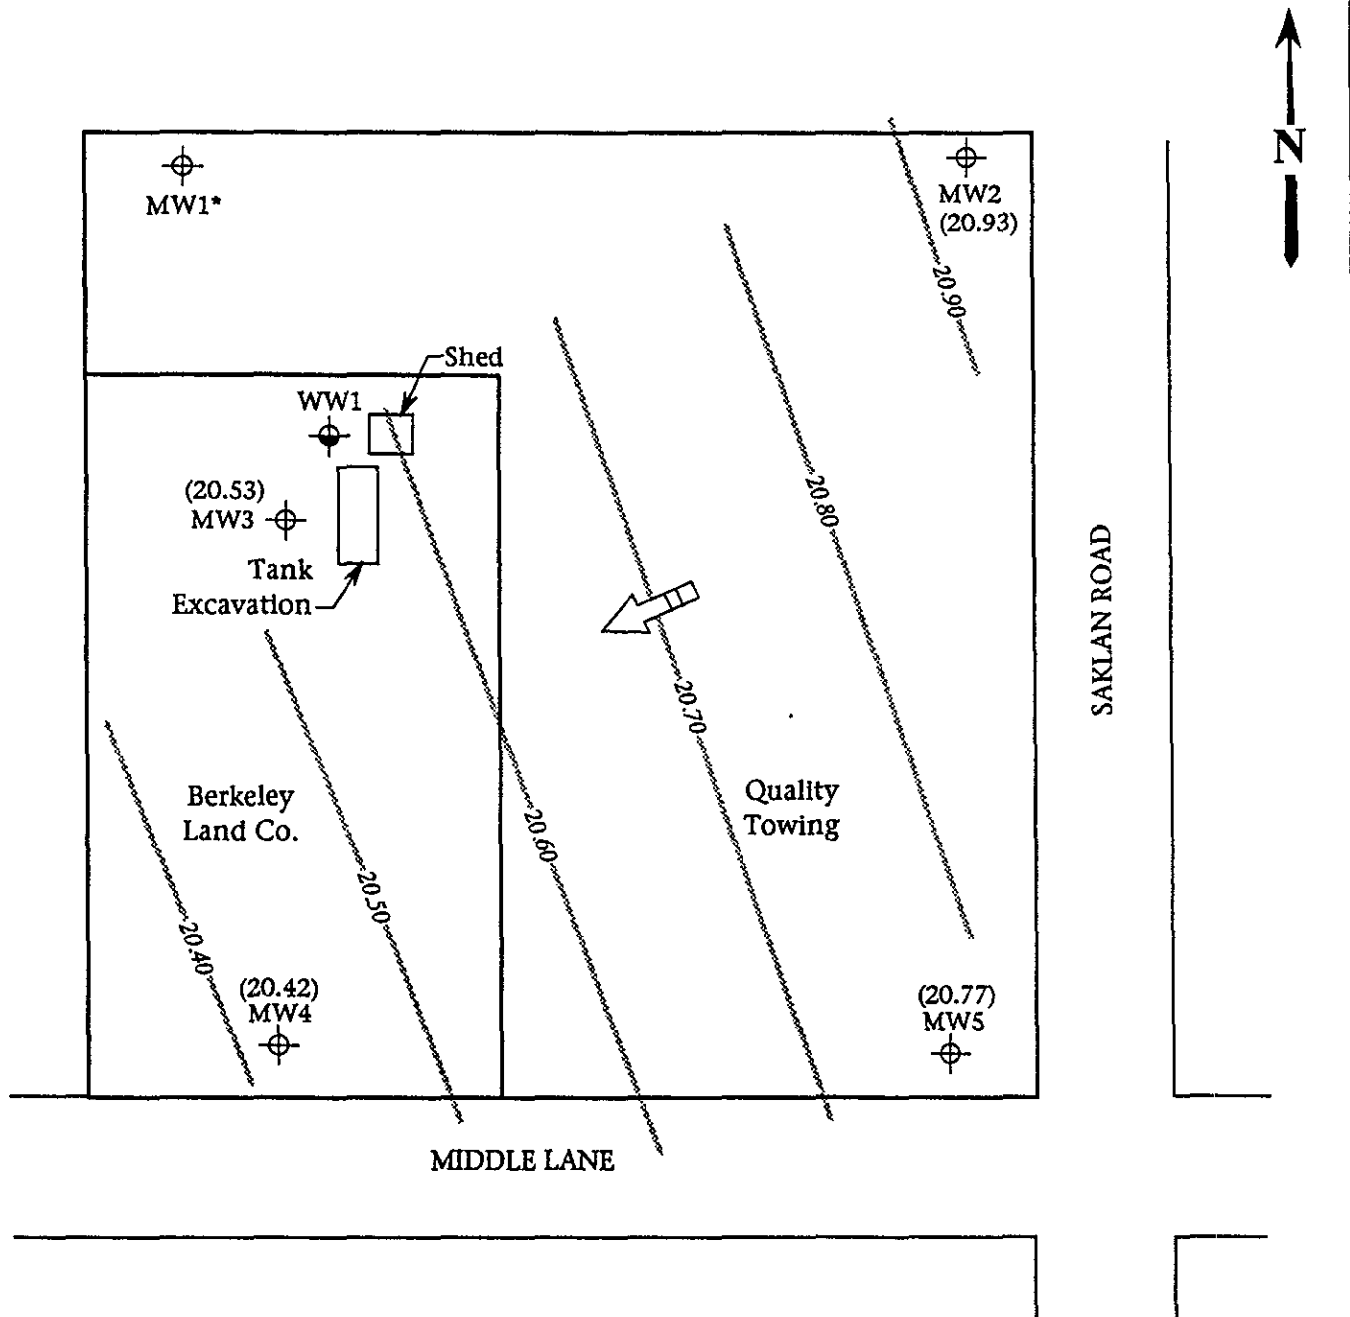 N
MW1*
MW2
(20.93)
20.90
Shed
WW1
(20.53)
MW3
20.80
Tank
Excavation
SAKLAN ROAD
20.70
Berkeley
Land Co.
Quality
Towing
20.60
20.50
20.40
(20.42)
MW4
(20.77)
MW5
MIDDLE LANE